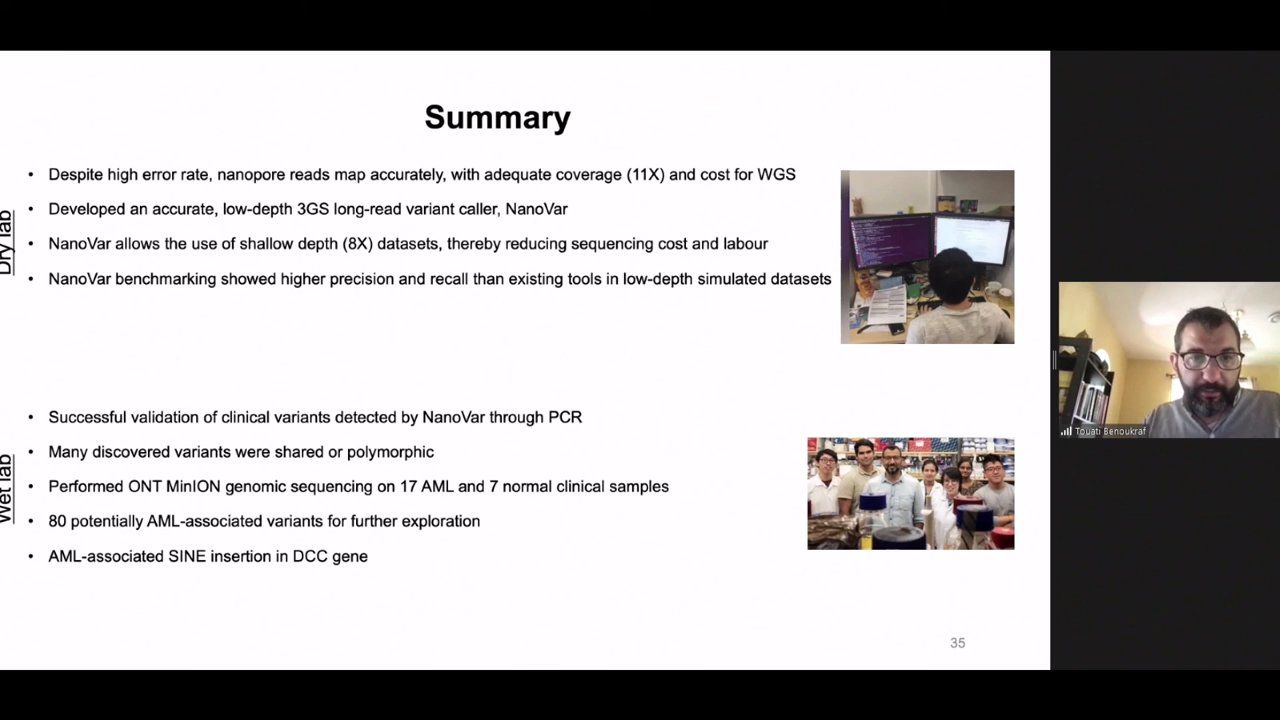 Summary
• Despite high error rate, nanopore reads map accurately, with adequate coverage (11X) and cost for WGS
• Developed an accurate, low-depth 3GS long-read variant caller, NanoVar
• NanoVar allows the use of shallow depth (8X) datasets, thereby reducing sequencing cost and labour
• NanoVar benchmarking showed higher precision and recall than existing tools in low-depth simulated datasets
Dry lab
• Successful validation of clinical variants detected by NanoVar through PCR
• Many discovered variants were shared or polymorphic
• Performed ONT MinION genomic sequencing on 17 AML and 7 normal clinical samples
• 80 potentially AML-associated variants for further exploration
• AML-associated SINE insertion in DCC gene
Wet lab
35
Touati Benoukraf